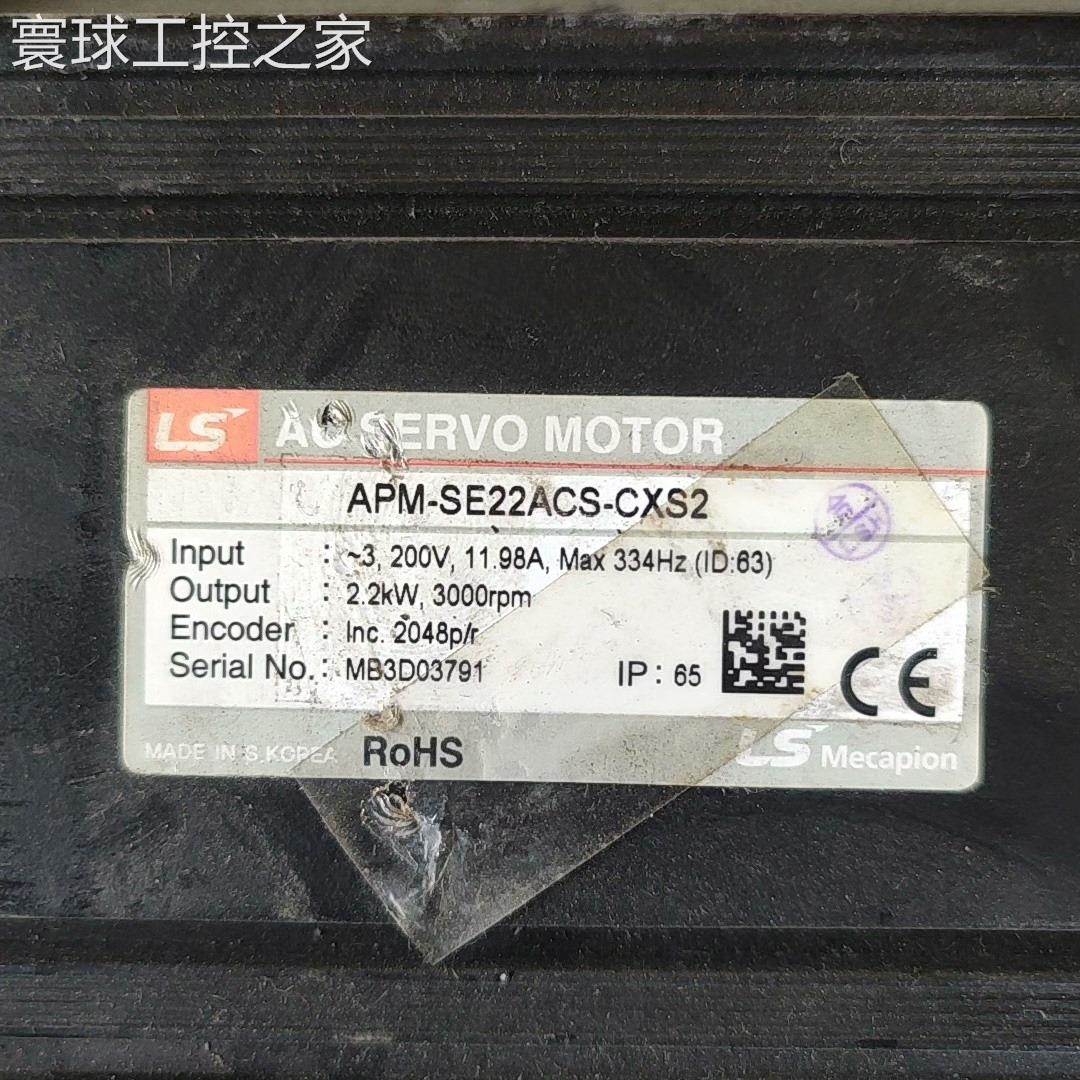 寰球工控之家
LS AC SERVO MOTOR
APM-SE22ACS-CXS2
Input : ~3, 200V, 11.98A, Max 334Hz (ID:63)
Output : 2.2kW, 3000rpm
Encoder : Inc. 2048p/r
Serial No. : MB3D03791 IP : 65
CE
MADE IN S.KOREA RoHS LS Mecapion